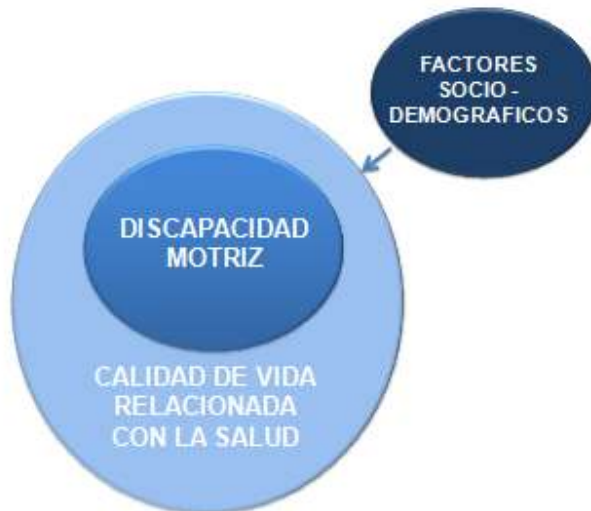 FACTORES
SOCIO -
DEMOGRAFICOS
DISCAPACIDAD
MOTRIZ
CALIDAD DE VIDA
RELACIONADA
CON LA SALUD